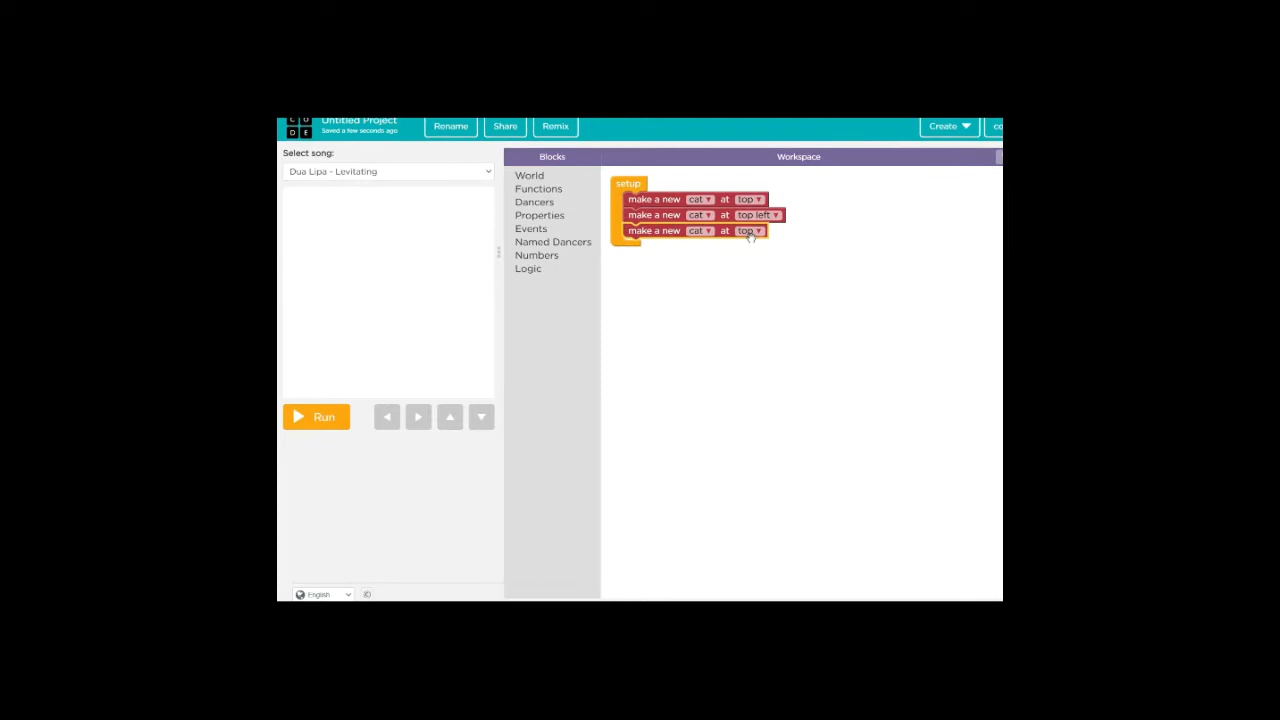 C O
D E
Untitled Project
Saved a few seconds ago
Rename
Share
Remix
Create
co
Select song:
Dua Lipa - Levitating
Run
English
Blocks
World
Functions
Dancers
Properties
Events
Named Dancers
Numbers
Logic
Workspace
setup
make a new cat at top
make a new cat at top left
make a new cat at top